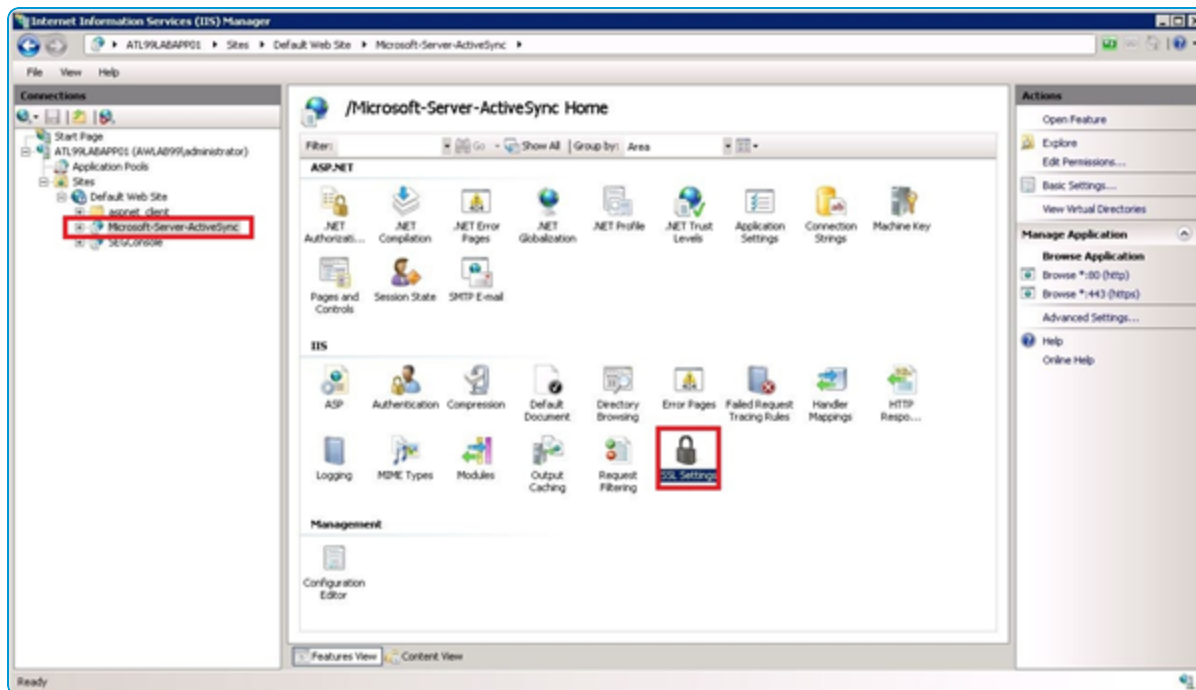 Internet Information Services (IIS) Manager
ATL99LABAPP01 Sites Default Web Site Microsoft-Server-ActiveSync
File View Help
Connections
Start Page
ATL99LABAPP01 (AWLAB99\administrator)
Application Pools
Sites
Default Web Site
aspnet_client
Microsoft-Server-ActiveSync
SEGConsole
/Microsoft-Server-ActiveSync Home
Filter: Go Show All Group by: Area
ASP.NET
.NET Authorizati... .NET Compilation .NET Error Pages .NET Globalization .NET Profile .NET Trust Levels Application Settings Connection Strings Machine Key
Pages and Controls Session State SMTP E-mail
IIS
ASP Authentication Compression Default Document Directory Browsing Error Pages Failed Request Tracing Rules Handler Mappings HTTP Respo...
Logging MIME Types Modules Output Caching Request Filtering SSL Settings
Management
Configuration Editor
Features View Content View
Ready
Actions
Open Feature
Explore
Edit Permissions...
Basic Settings...
View Virtual Directories
Manage Application
Browse Application
Browse *:80 (http)
Browse *:443 (https)
Advanced Settings...
Help
Online Help